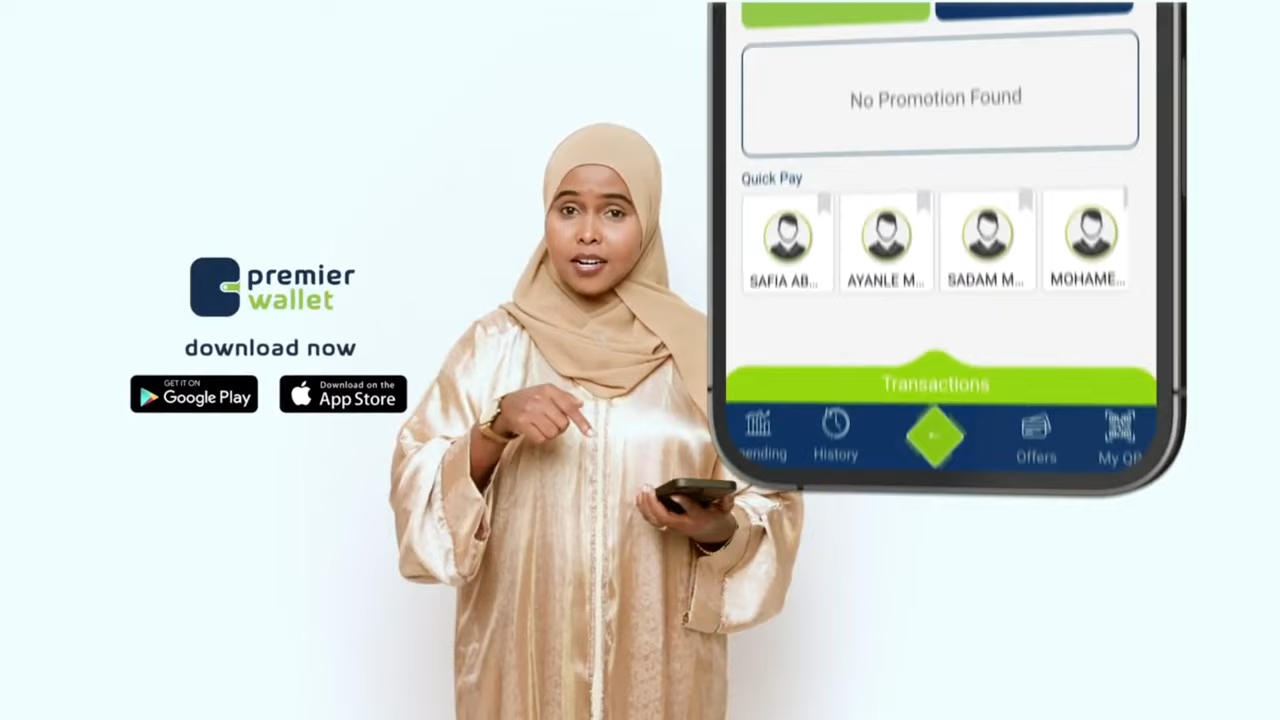 premier
wallet
download now
GET IT ON
Google Play
Download on the
App Store
No Promotion Found
Quick Pay
SAFIA AB...
AYANLE M...
SADAM M...
MOHAME...
Transactions
ending
History
Offers
My QR